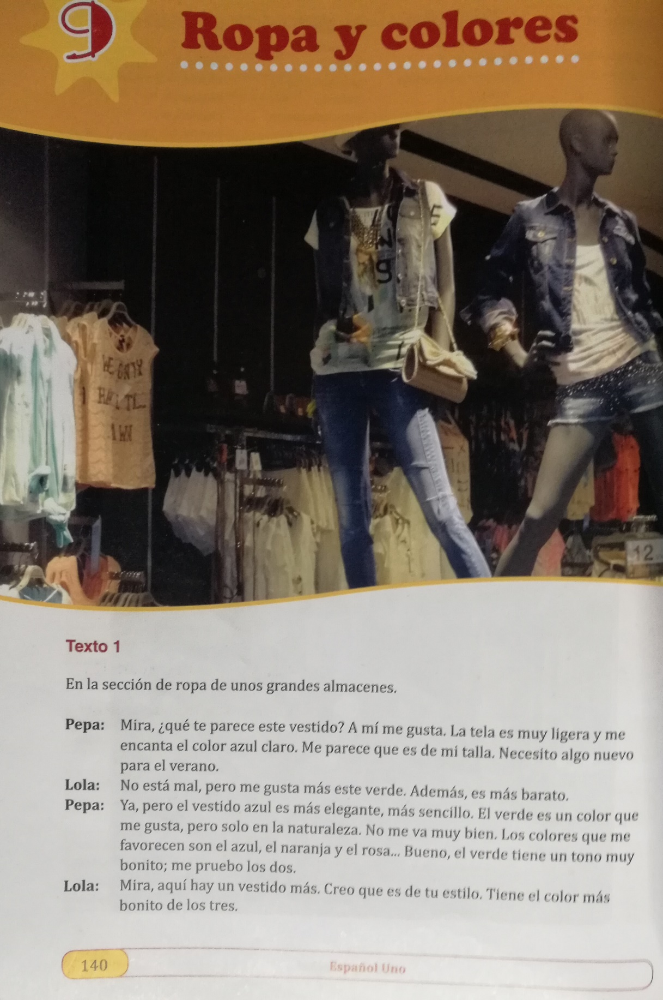 9
Ropa y colores
12
Texto 1
En la sección de ropa de unos grandes almacenes.
Pepa: Mira, ¿qué te parece este vestido? A mí me gusta. La tela es muy ligera y me
encanta el color azul claro. Me parece que es de mi talla. Necesito algo nuevo
para el verano.
Lola: No está mal, pero me gusta más este verde. Además, es más barato.
Pepa: Ya, pero el vestido azul es más elegante, más sencillo. El verde es un color que
me gusta, pero solo en la naturaleza. No me va muy bien. Los colores que me
favorecen son el azul, el naranja y el rosa... Bueno, el verde tiene un tono muy
bonito; me pruebo los dos.
Lola: Mira, aquí hay un vestido más. Creo que es de tu estilo. Tiene el color más
bonito de los tres.
140
Español Uno